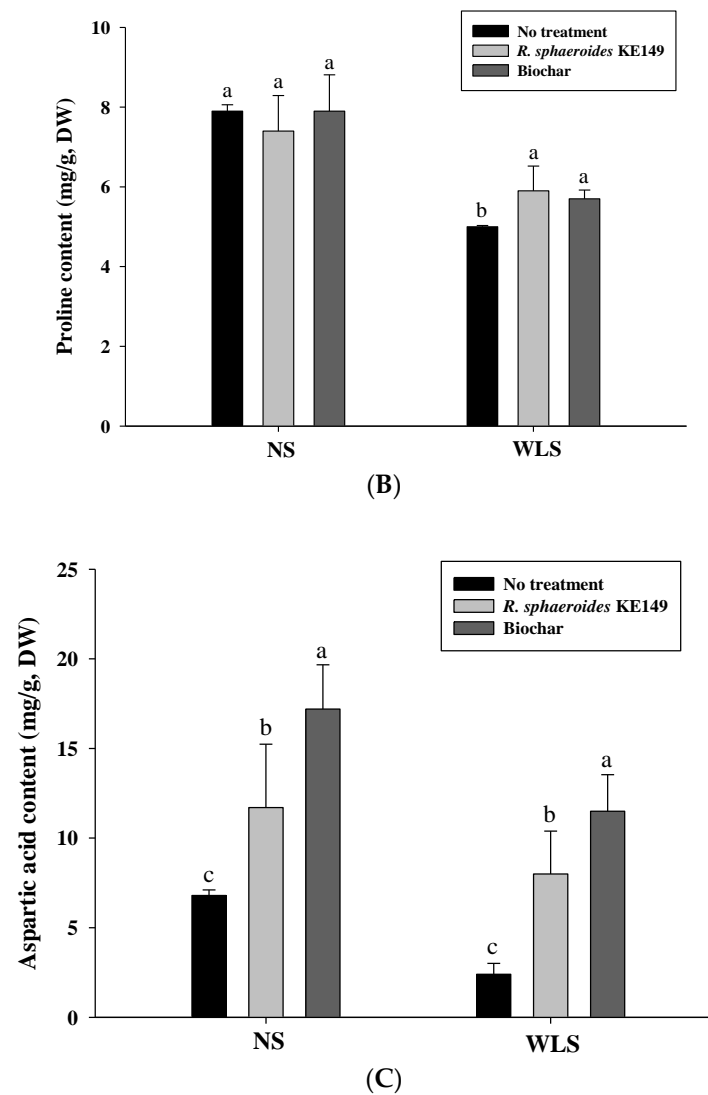 Proline content (mg/g, DW)
10
8
6
4
2
0
No treatment
R. sphaeroides KE149
Biochar
a
a
a
b
a
a
NS
WLS
(B)
Aspartic acid content (mg/g, DW)
25
20
15
10
5
0
No treatment
R. sphaeroides KE149
Biochar
c
b
a
c
b
a
NS
WLS
(C)